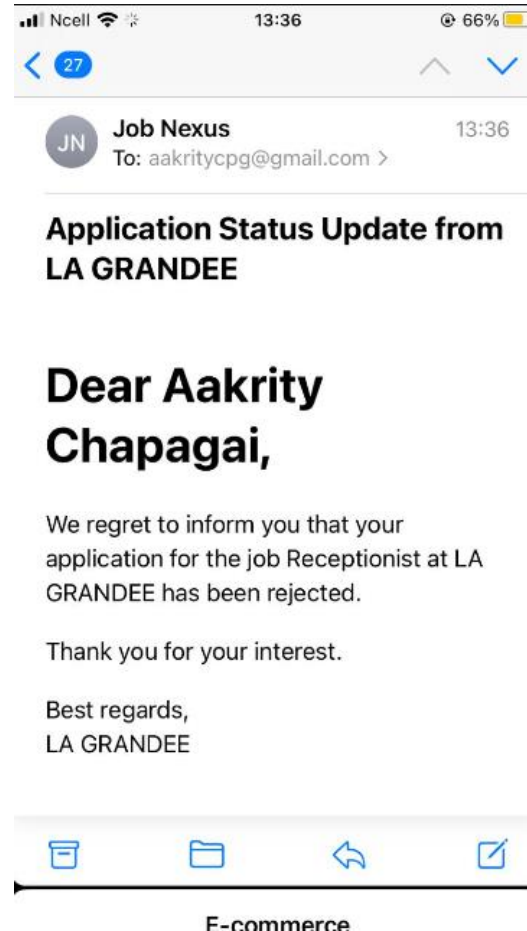 Ncell 13:36 66%
27
JN Job Nexus 13:36
To: aakritycpg@gmail.com >
Application Status Update from
LA GRANDEE
Dear Aakrity
Chapagai,
We regret to inform you that your
application for the job Receptionist at LA
GRANDEE has been rejected.
Thank you for your interest.
Best regards,
LA GRANDEE
E-commerce